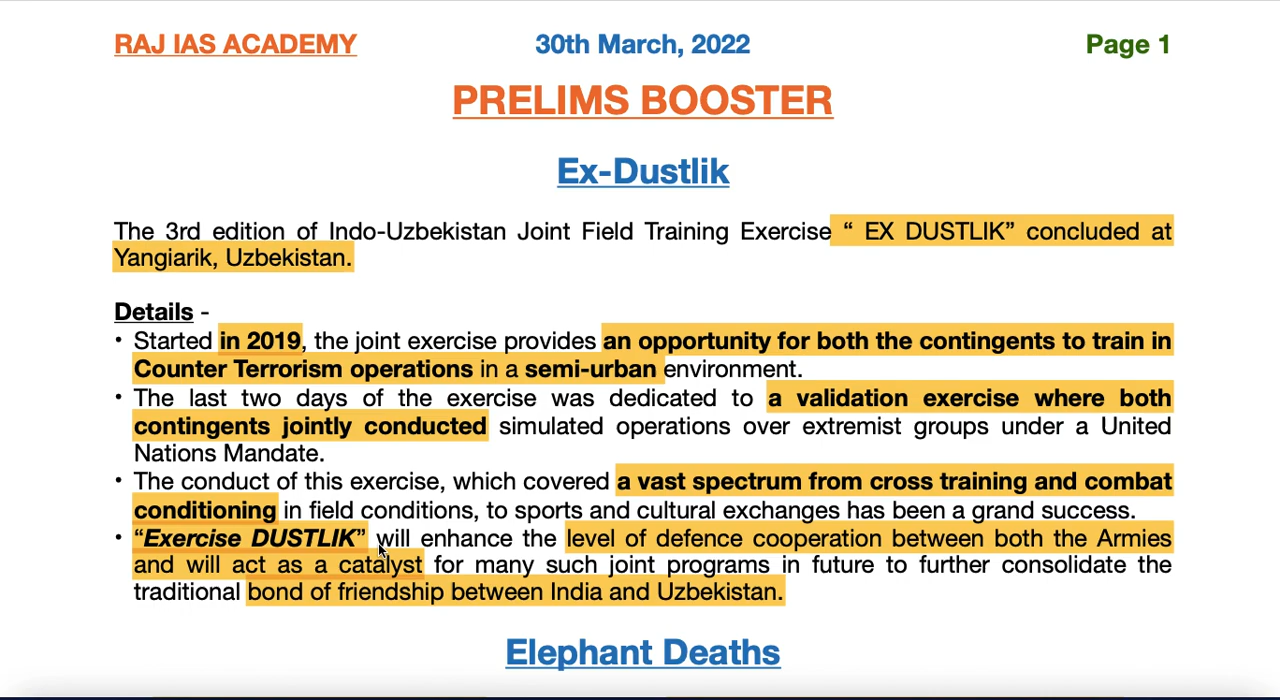 RAJ IAS ACADEMY 30th March, 2022 Page 1
PRELIMS BOOSTER
Ex-Dustlik
The 3rd edition of Indo-Uzbekistan Joint Field Training Exercise “ EX DUSTLIK” concluded at
Yangiarik, Uzbekistan.
Details -
• Started in 2019, the joint exercise provides an opportunity for both the contingents to train in
Counter Terrorism operations in a semi-urban environment.
• The last two days of the exercise was dedicated to a validation exercise where both
contingents jointly conducted simulated operations over extremist groups under a United
Nations Mandate.
• The conduct of this exercise, which covered a vast spectrum from cross training and combat
conditioning in field conditions, to sports and cultural exchanges has been a grand success.
• “Exercise DUSTLIK” will enhance the level of defence cooperation between both the Armies
and will act as a catalyst for many such joint programs in future to further consolidate the
traditional bond of friendship between India and Uzbekistan.
Elephant Deaths